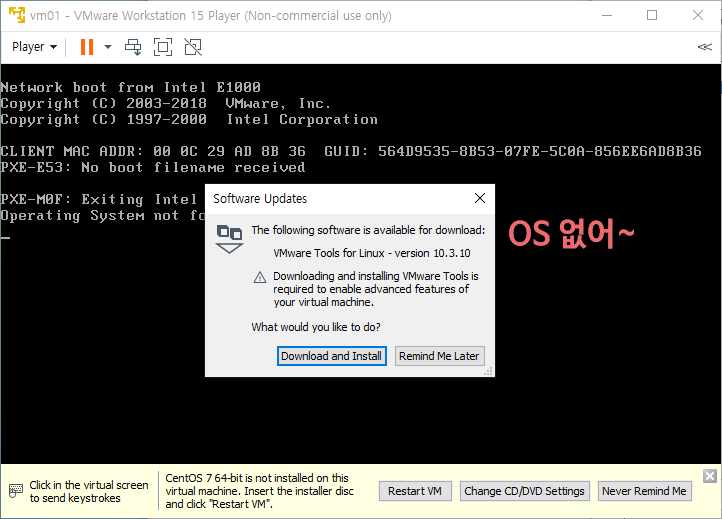 vm01 - VMware Workstation 15 Player (Non-commercial use only)
Player
Network boot from Intel E1000
Copyright (C) 2003-2018  VMware, Inc.
Copyright (C) 1997-2000  Intel Corporation
CLIENT MAC ADDR: 00 0C 29 AD 8B 36  GUID: 564D9535-8B53-07FE-5C0A-856EE6AD8B36
PXE-E53: No boot filename received
PXE-M0F: Exiting Intel
Operating System not fo
Software Updates
The following software is available for download:
VMware Tools for Linux - version 10.3.10
Downloading and installing VMware Tools is
required to enable advanced features of
your virtual machine.
What would you like to do?
Download and Install
Remind Me Later
OS 없어~
Click in the virtual screen
to send keystrokes
CentOS 7 64-bit is not installed on this
virtual machine. Insert the installer disc
and click "Restart VM".
Restart VM
Change CD/DVD Settings
Never Remind Me